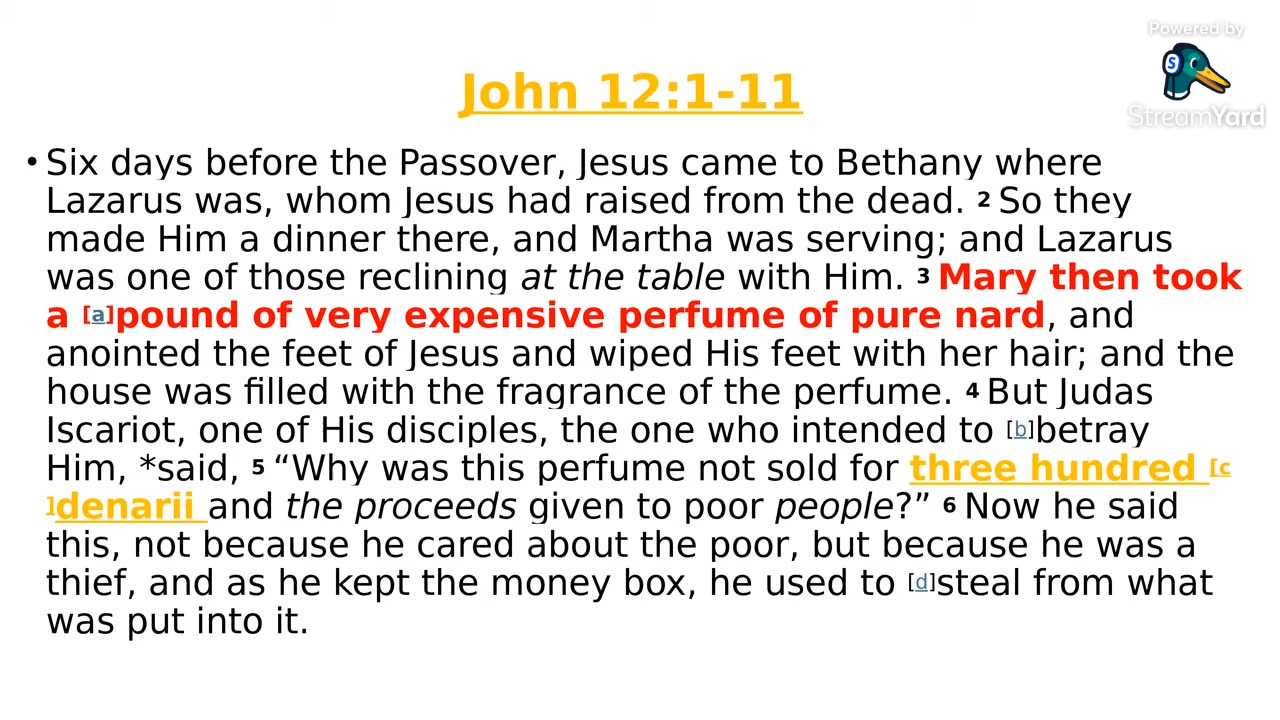 Powered by
S
StreamYard
John 12:1-11
• Six days before the Passover, Jesus came to Bethany where
Lazarus was, whom Jesus had raised from the dead. 2 So they
made Him a dinner there, and Martha was serving; and Lazarus
was one of those reclining at the table with Him. 3 Mary then took
a [a]pound of very expensive perfume of pure nard, and
anointed the feet of Jesus and wiped His feet with her hair; and the
house was filled with the fragrance of the perfume. 4 But Judas
Iscariot, one of His disciples, the one who intended to [b]betray
Him, *said, 5 “Why was this perfume not sold for three hundred [c
]denarii and the proceeds given to poor people?” 6 Now he said
this, not because he cared about the poor, but because he was a
thief, and as he kept the money box, he used to [d]steal from what
was put into it.